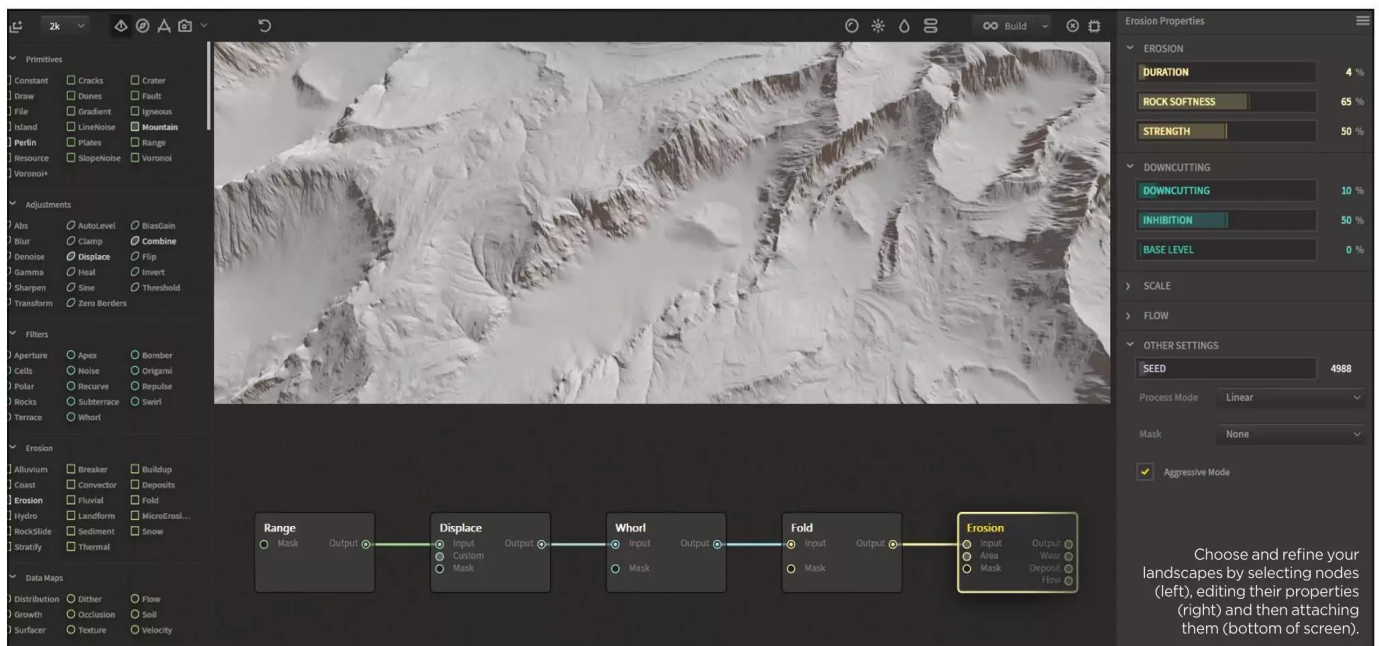 2k
Build
Primitives
Constant Cracks Crater
Draw Dunes Fault
File Gradient Igneous
Island LineNoise Mountain
Perlin Plates Range
Resource SlopeNoise Voronoi
Voronoi+
Adjustments
Abs AutoLevel BiasGain
Blur Clamp Combine
Denoise Displace Flip
Gamma Heal Invert
Sharpen Sine Threshold
Transform Zero Borders
Filters
Aperture Apex Bomber
Cells Noise Origami
Polar Recurve Repulse
Rocks Subterrace Swirl
Terrace Whorl
Erosion
Alluvium Breaker Buildup
Coast Convector Deposits
Erosion Fluvial Fold
Hydro Landform MicroErosi...
RockSlide Sediment Snow
Stratify Thermal
Data Maps
Distribution Dither Flow
Growth Occlusion Soil
Surfacer Texture Velocity
Range
Mask Output
Displace
Input Output
Custom
Mask
Whorl
Input Output
Mask
Fold
Input Output
Mask
Erosion
Input Output
Area Wear
Mask Deposit
Flow
Erosion Properties
EROSION
DURATION 4 %
ROCK SOFTNESS 65 %
STRENGTH 50 %
DOWNCUTTING
DOWNCUTTING 10 %
INHIBITION 50 %
BASE LEVEL 0 %
SCALE
FLOW
OTHER SETTINGS
SEED 4988
Process Mode Linear
Mask None
Aggressive Mode
Choose and refine your
landscapes by selecting nodes
(left), editing their properties
(right) and then attaching
them (bottom of screen).